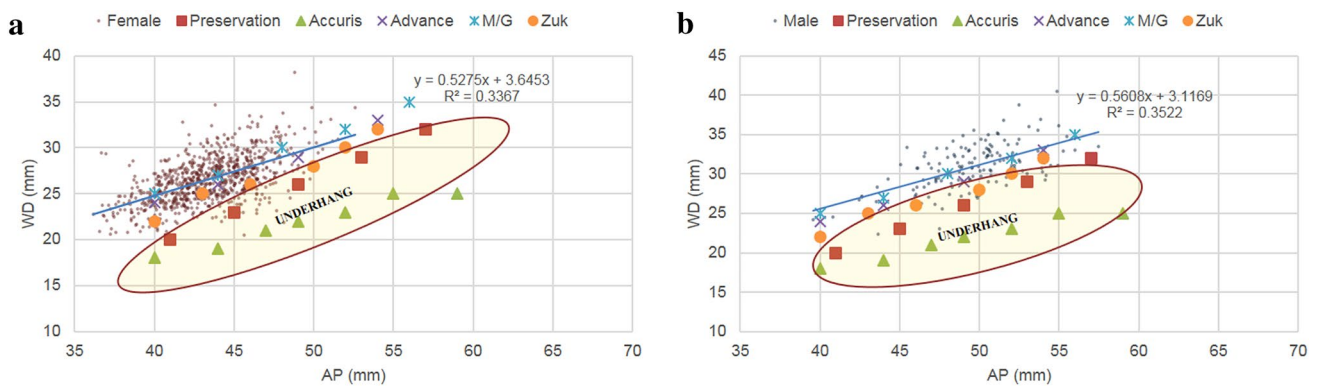 a
Female Preservation Accuris Advance M/G Zuk
40
35
30
25
20
15
10
WD (mm)
y = 0.5275x + 3.6453
R² = 0.3367
UNDERHANG
35 40 45 50 55 60 65 70
AP (mm)
b
Male Preservation Accuris Advance M/G Zuk
45
40
35
30
25
20
15
10
WD (mm)
y = 0.5608x + 3.1169
R² = 0.3522
UNDERHANG
35 40 45 50 55 60 65 70
AP (mm)